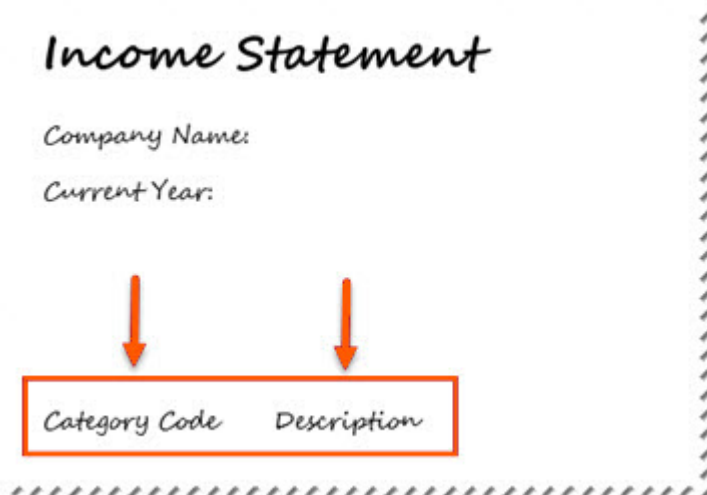 Income Statement
Company Name:
Current Year:
Category Code Description